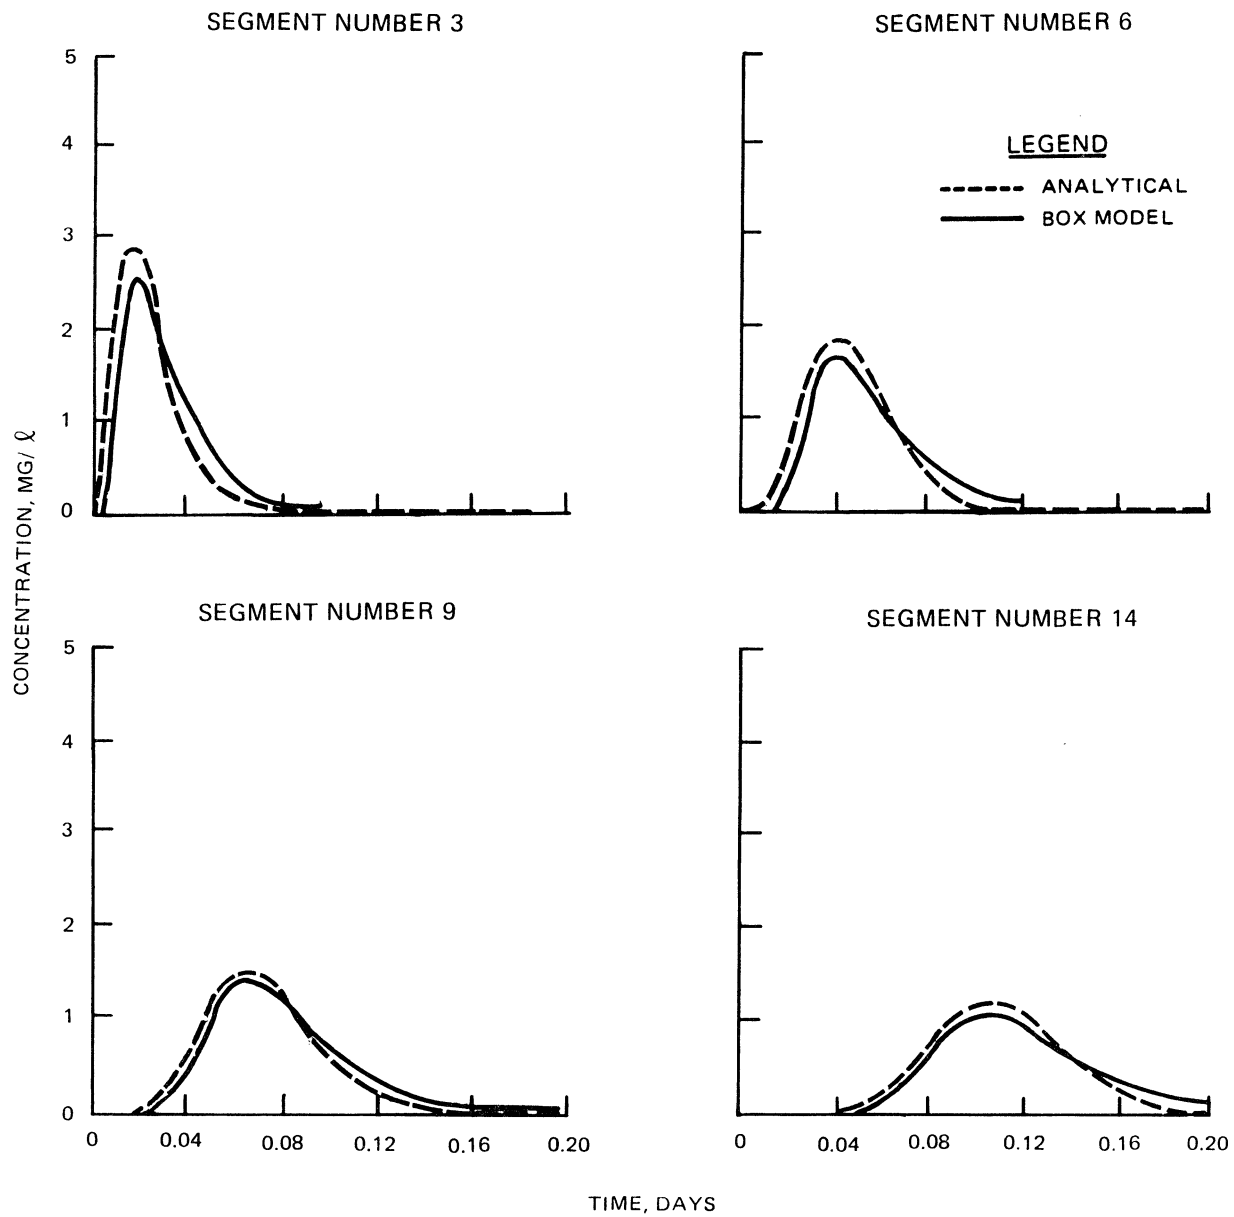 SEGMENT NUMBER 3
5
4
3
2
1
0
SEGMENT NUMBER 6
LEGEND
ANALYTICAL
BOX MODEL
CONCENTRATION, MG/ ℓ
SEGMENT NUMBER 9
5
4
3
2
1
0
0 0.04 0.08 0.12 0.16 0.20
SEGMENT NUMBER 14
0 0.04 0.08 0.12 0.16 0.20
TIME, DAYS